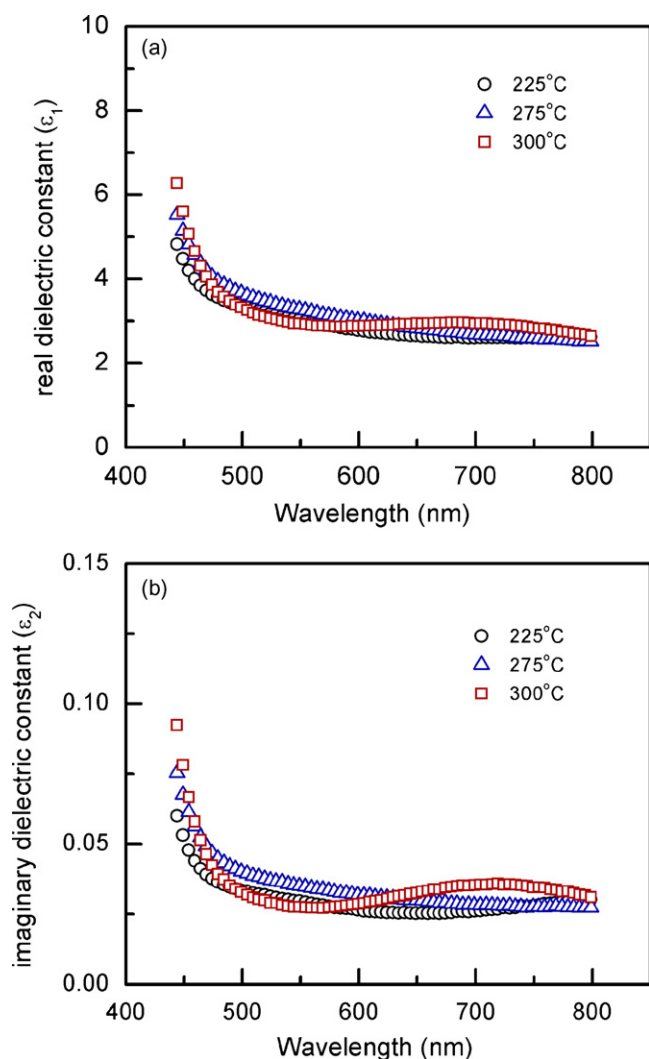 (a)
10
8
6
4
2
0
real dielectric constant (ε₁)
225°C
275°C
300°C
400 500 600 700 800
Wavelength (nm)
(b)
0.15
0.10
0.05
0.00
imaginary dielectric constant (ε₂)
225°C
275°C
300°C
400 500 600 700 800
Wavelength (nm)